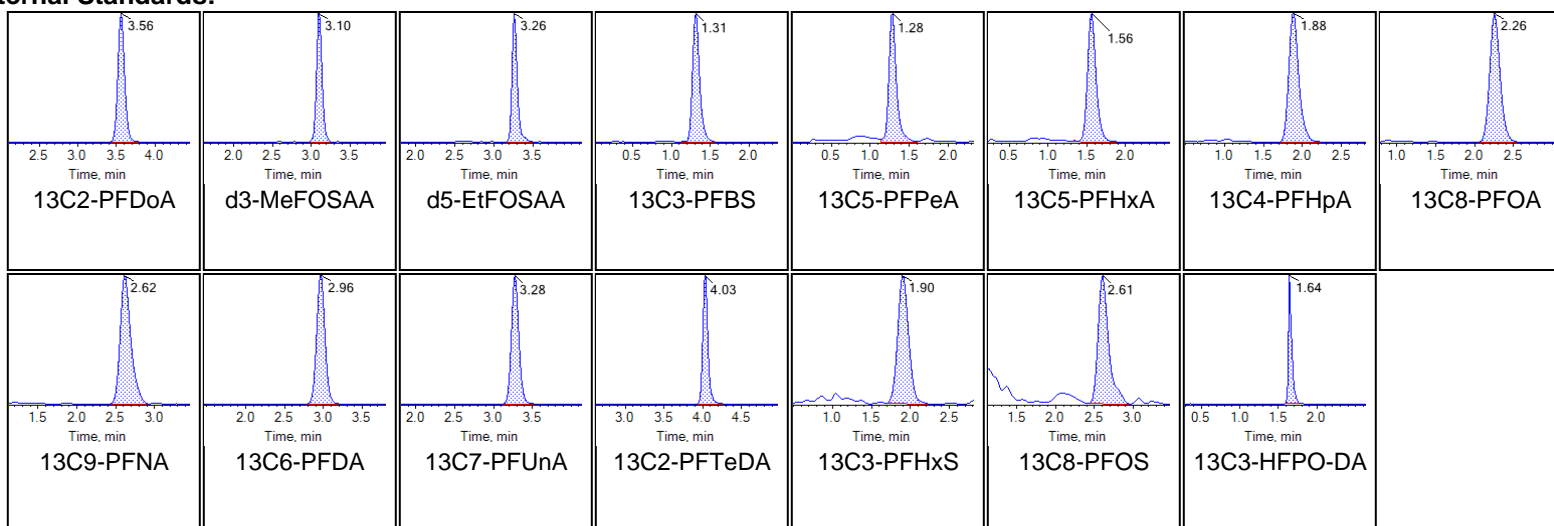 ternal Standards:
3.56
2.5 3.0 3.5 4.0
Time, min
13C2-PFDoA
3.10
2.0 2.5 3.0 3.5
Time, min
d3-MeFOSAA
3.26
2.0 2.5 3.0 3.5
Time, min
d5-EtFOSAA
1.31
0.5 1.0 1.5 2.0
Time, min
13C3-PFBS
1.28
0.5 1.0 1.5 2.0
Time, min
13C5-PFPeA
1.56
0.5 1.0 1.5 2.0
Time, min
13C5-PFHxA
1.88
1.0 1.5 2.0 2.5
Time, min
13C4-PFHpA
2.26
1.0 1.5 2.0 2.5
Time, min
13C8-PFOA
2.62
1.5 2.0 2.5 3.0
Time, min
13C9-PFNA
2.96
2.0 2.5 3.0 3.5
Time, min
13C6-PFDA
3.28
2.0 2.5 3.0 3.5
Time, min
13C7-PFUnA
4.03
3.0 3.5 4.0 4.5
Time, min
13C2-PFTeDA
1.90
1.0 1.5 2.0 2.5
Time, min
13C3-PFHxS
2.61
1.5 2.0 2.5 3.0
Time, min
13C8-PFOS
1.64
0.5 1.0 1.5 2.0
Time, min
13C3-HFPO-DA